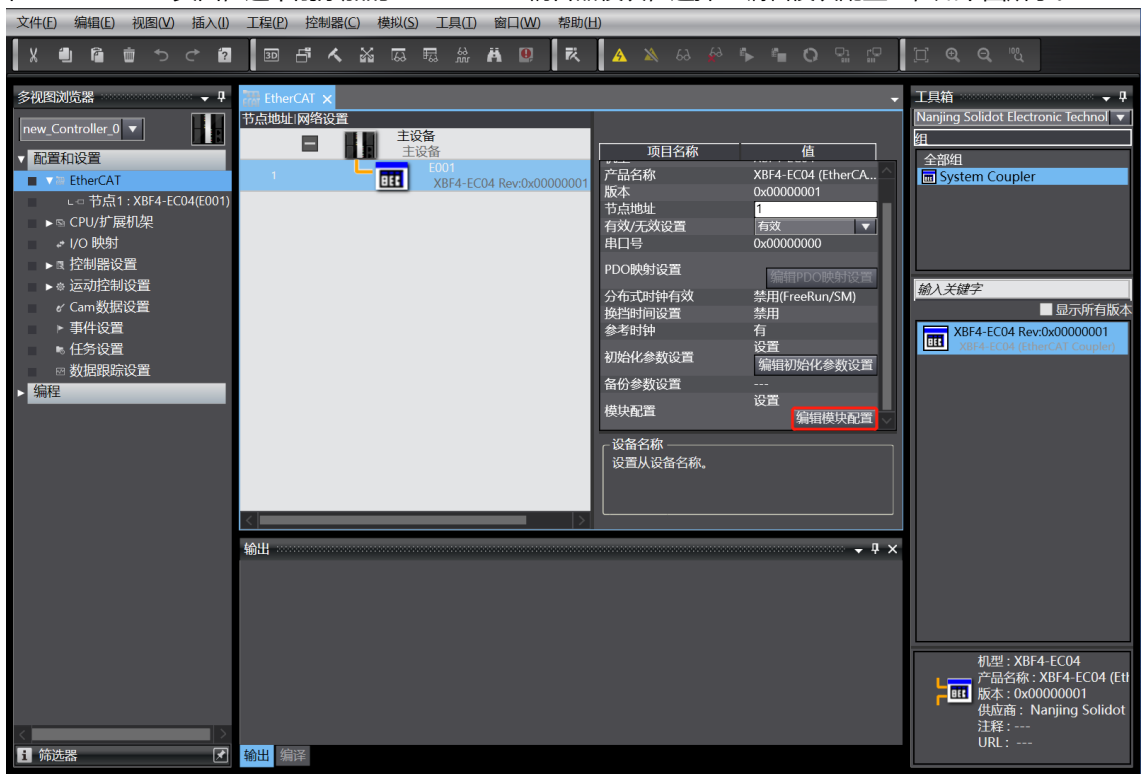 文件(F) 编辑(E) 视图(V) 插入(I) 工程(P) 控制器(C) 模拟(S) 工具(T) 窗口(W) 帮助(H)
多视图浏览器
new_Controller_0
配置和设置
EtherCAT
节点1 : XBF4-EC04(E001)
CPU/扩展机架
I/O 映射
控制器设置
运动控制设置
Cam数据设置
事件设置
任务设置
数据跟踪设置
编程
筛选器
EtherCAT
节点地址|网络设置
主设备
主设备
1
E001
XBF4-EC04 Rev:0x00000001
项目名称 值
产品名称 XBF4-EC04 (EtherCA...
版本 0x00000001
节点地址 1
有效/无效设置 有效
串口号 0x00000000
PDO映射设置 编辑PDO映射设置
分布式时钟有效 禁用(FreeRun/SM)
换挡时间设置 禁用
参考时钟 有
初始化参数设置 设置
编辑初始化参数设置
备份参数设置 ---
模块配置 设置
编辑模块配置
设备名称
设置从设备名称。
输出
输出 编译
工具箱
Nanjing Solidot Electronic Technol
组
全部组
System Coupler
输入关键字
显示所有版本
XBF4-EC04 Rev:0x00000001
XBF4-EC04 (EtherCAT Coupler)
机型 : XBF4-EC04
产品名称 : XBF4-EC04 (Eth
版本 : 0x00000001
供应商 : Nanjing Solidot
注释 : ---
URL : ---